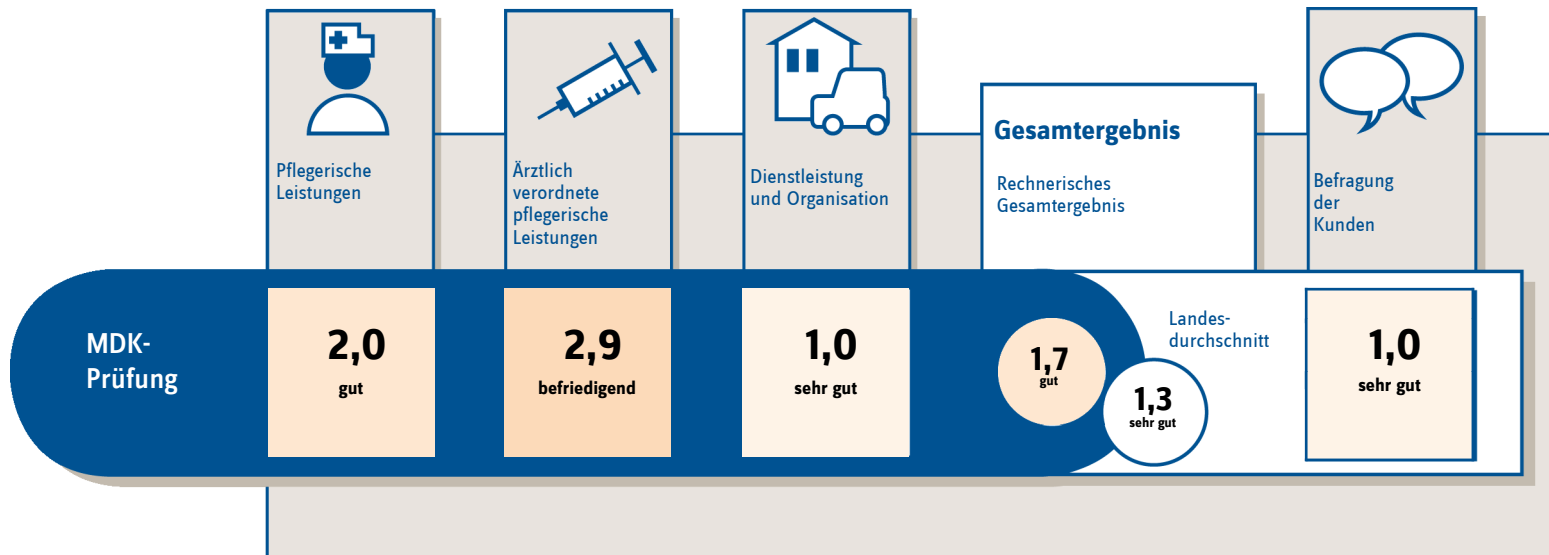 Pflegerische
Leistungen
Ärztlich
verordnete
pflegerische
Leistungen
Dienstleistung
und Organisation
Gesamtergebnis
Rechnerisches
Gesamtergebnis
Befragung
der
Kunden
MDK-
Prüfung
2,0
gut
2,9
befriedigend
1,0
sehr gut
1,7
gut
Landes-
durchschnitt
1,3
sehr gut
1,0
sehr gut